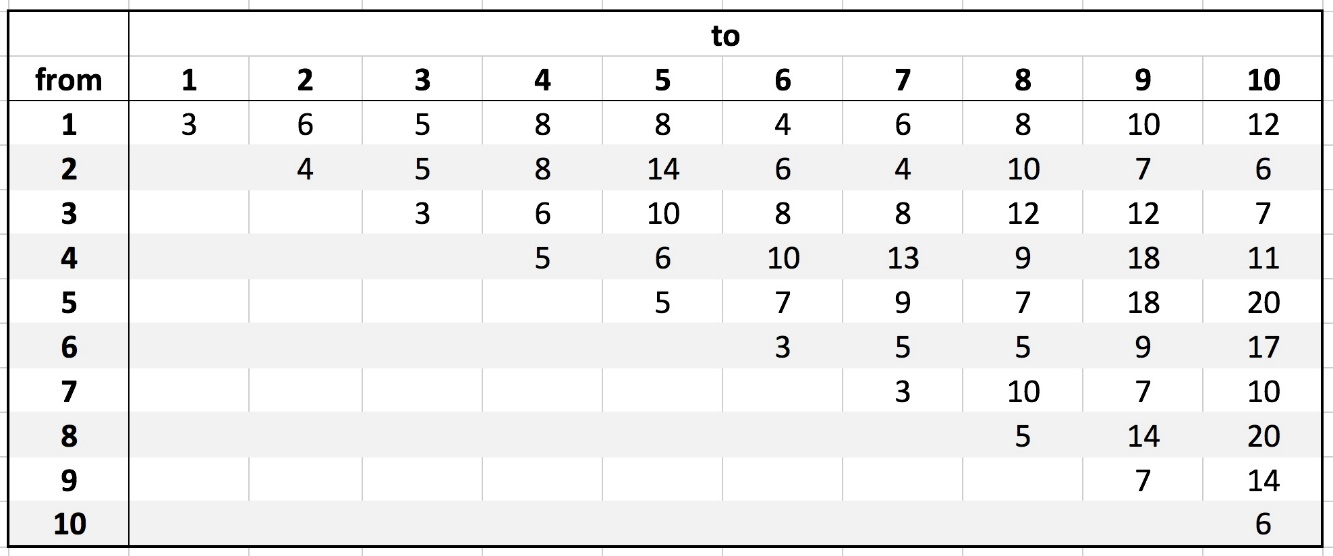 to
from 1 2 3 4 5 6 7 8 9 10
1 3 6 5 8 8 4 6 8 10 12
2 4 5 8 14 6 4 10 7 6
3 3 6 10 8 8 12 12 7
4 5 6 10 13 9 18 11
5 5 7 9 7 18 20
6 3 5 5 9 17
7 3 10 7 10
8 5 14 20
9 7 14
10 6